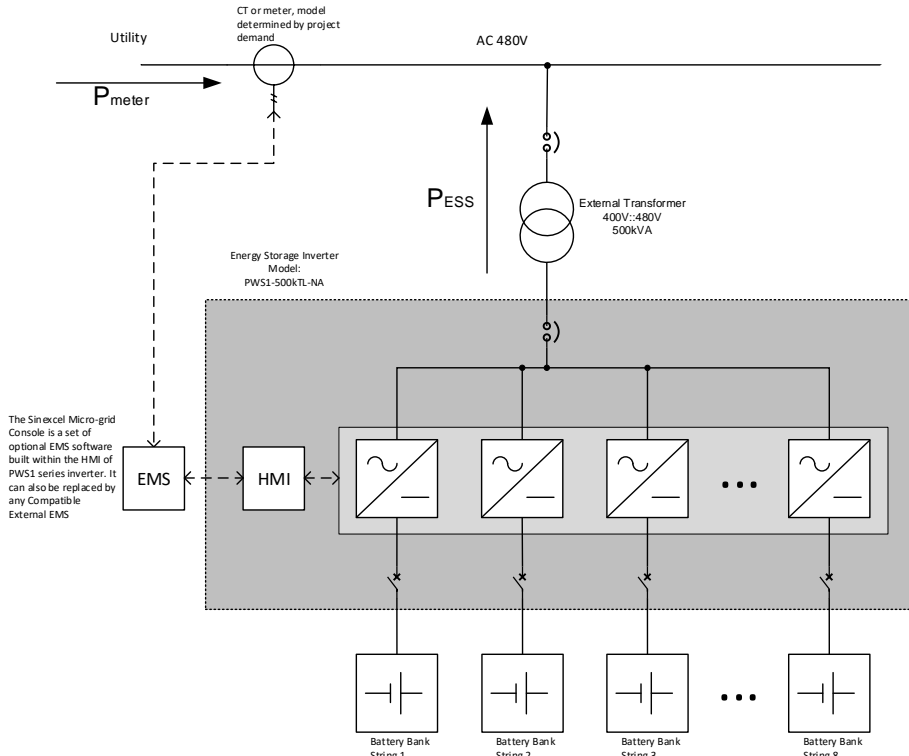 CT or meter, model
determined by project
demand
Utility
AC 480V
Pmeter
PESS
External Transformer
400V::480V
500kVA
Energy Storage Inverter
Model:
PWS1-500kTL-NA
The Sinexcel Micro-grid
Console is a set of
optional EMS software
built within the HMI of
PWS1 series inverter. It
can also be replaced by
any Compatible
External EMS
EMS
HMI
Battery Bank
String 1
Battery Bank
String 2
Battery Bank
String 3
Battery Bank
String 8